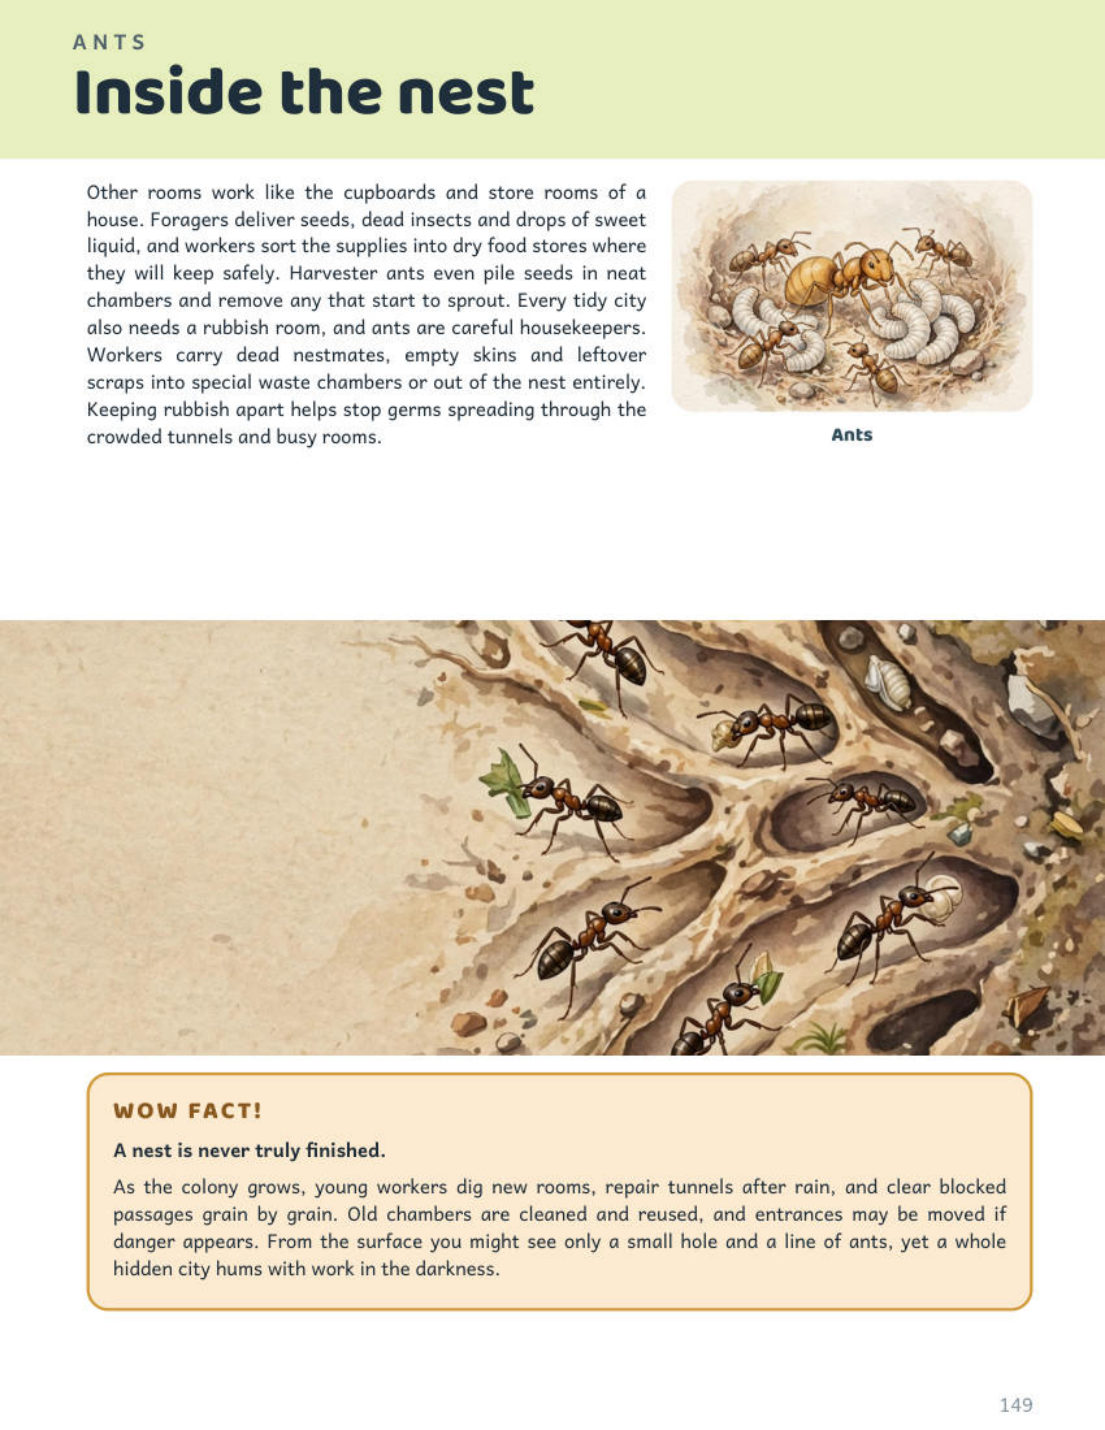 ANTS
Inside the nest
Other rooms work like the cupboards and store rooms of a
house. Foragers deliver seeds, dead insects and drops of sweet
liquid, and workers sort the supplies into dry food stores where
they will keep safely. Harvester ants even pile seeds in neat
chambers and remove any that start to sprout. Every tidy city
also needs a rubbish room, and ants are careful housekeepers.
Workers carry dead nestmates, empty skins and leftover
scraps into special waste chambers or out of the nest entirely.
Keeping rubbish apart helps stop germs spreading through the
crowded tunnels and busy rooms.
Ants
WOW FACT!
A nest is never truly finished.
As the colony grows, young workers dig new rooms, repair tunnels after rain, and clear blocked
passages grain by grain. Old chambers are cleaned and reused, and entrances may be moved if
danger appears. From the surface you might see only a small hole and a line of ants, yet a whole
hidden city hums with work in the darkness.
149